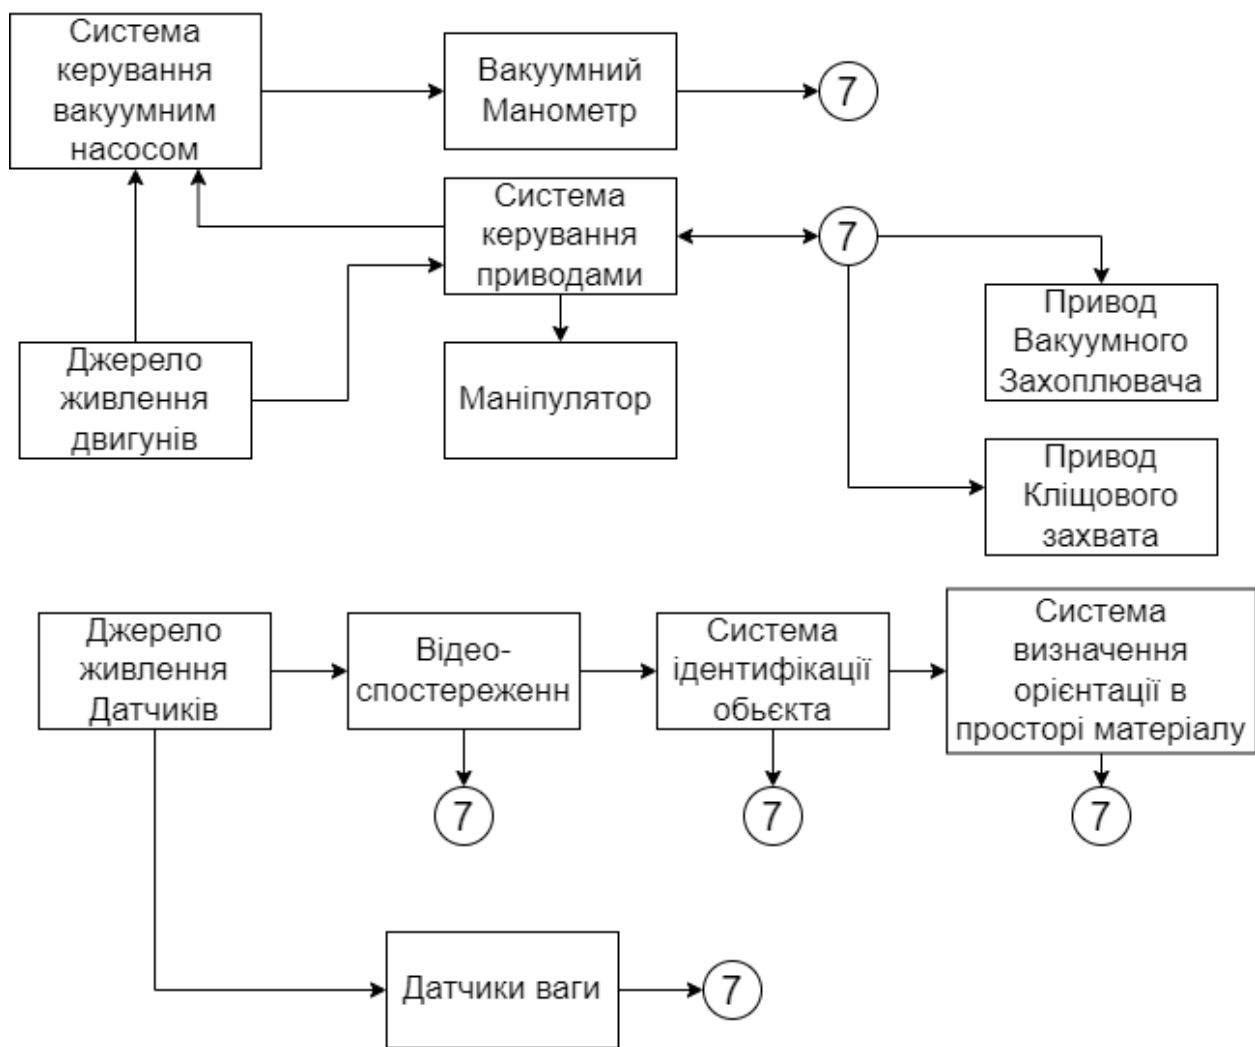 Система
керування
вакуумним
насосом
Вакуумний
Манометр
7
Система
керування
приводами
7
Привод
Вакуумного
Захоплювача
Джерело
живлення
двигунів
Маніпулятор
Привод
Кліщового
захвата
Джерело
живлення
Датчиків
Відео-
спостереженн
Система
ідентифікації
обьєкта
Система
визначення
орієнтації в
просторі матеріалу
7
7
7
Датчики ваги
7